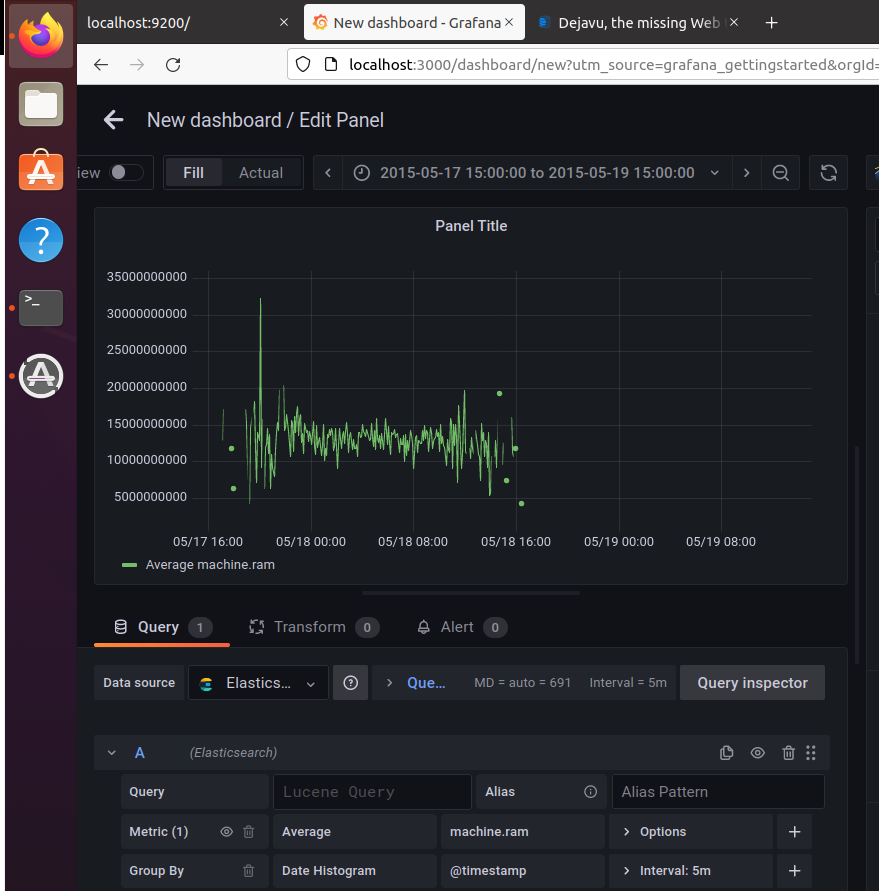 localhost:9200/ × New dashboard - Grafana × Dejavu, the missing Web × +
localhost:3000/dashboard/new?utm_source=grafana_gettingstarted&orgId=
New dashboard / Edit Panel
iew Fill Actual 2015-05-17 15:00:00 to 2015-05-19 15:00:00
Panel Title
35000000000
30000000000
25000000000
20000000000
15000000000
10000000000
5000000000
05/17 16:00 05/18 00:00 05/18 08:00 05/18 16:00 05/19 00:00 05/19 08:00
Average machine.ram
Query 1 Transform 0 Alert 0
Data source Elastics... ? > Que... MD = auto = 691 Interval = 5m Query inspector
A (Elasticsearch)
Query Lucene Query Alias Alias Pattern
Metric (1) Average machine.ram > Options +
Group By Date Histogram @timestamp > Interval: 5m +